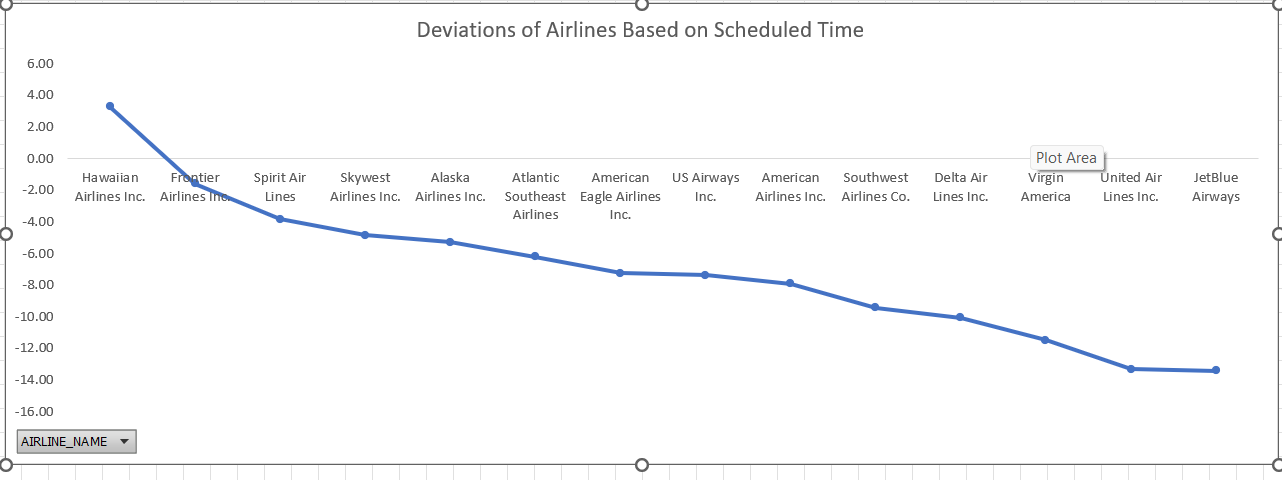 Deviations of Airlines Based on Scheduled Time
6.00
4.00
2.00
0.00
-2.00
-4.00
-6.00
-8.00
-10.00
-12.00
-14.00
-16.00
Hawaiian
Airlines Inc.
Frontier
Airlines Inc.
Spirit Air
Lines
Skywest
Airlines Inc.
Alaska
Airlines Inc.
Atlantic
Southeast
Airlines
American
Eagle Airlines
Inc.
US Airways
Inc.
American
Airlines Inc.
Southwest
Airlines Co.
Delta Air
Lines Inc.
Plot Area
Virgin
America
United Air
Lines Inc.
JetBlue
Airways
AIRLINE_NAME